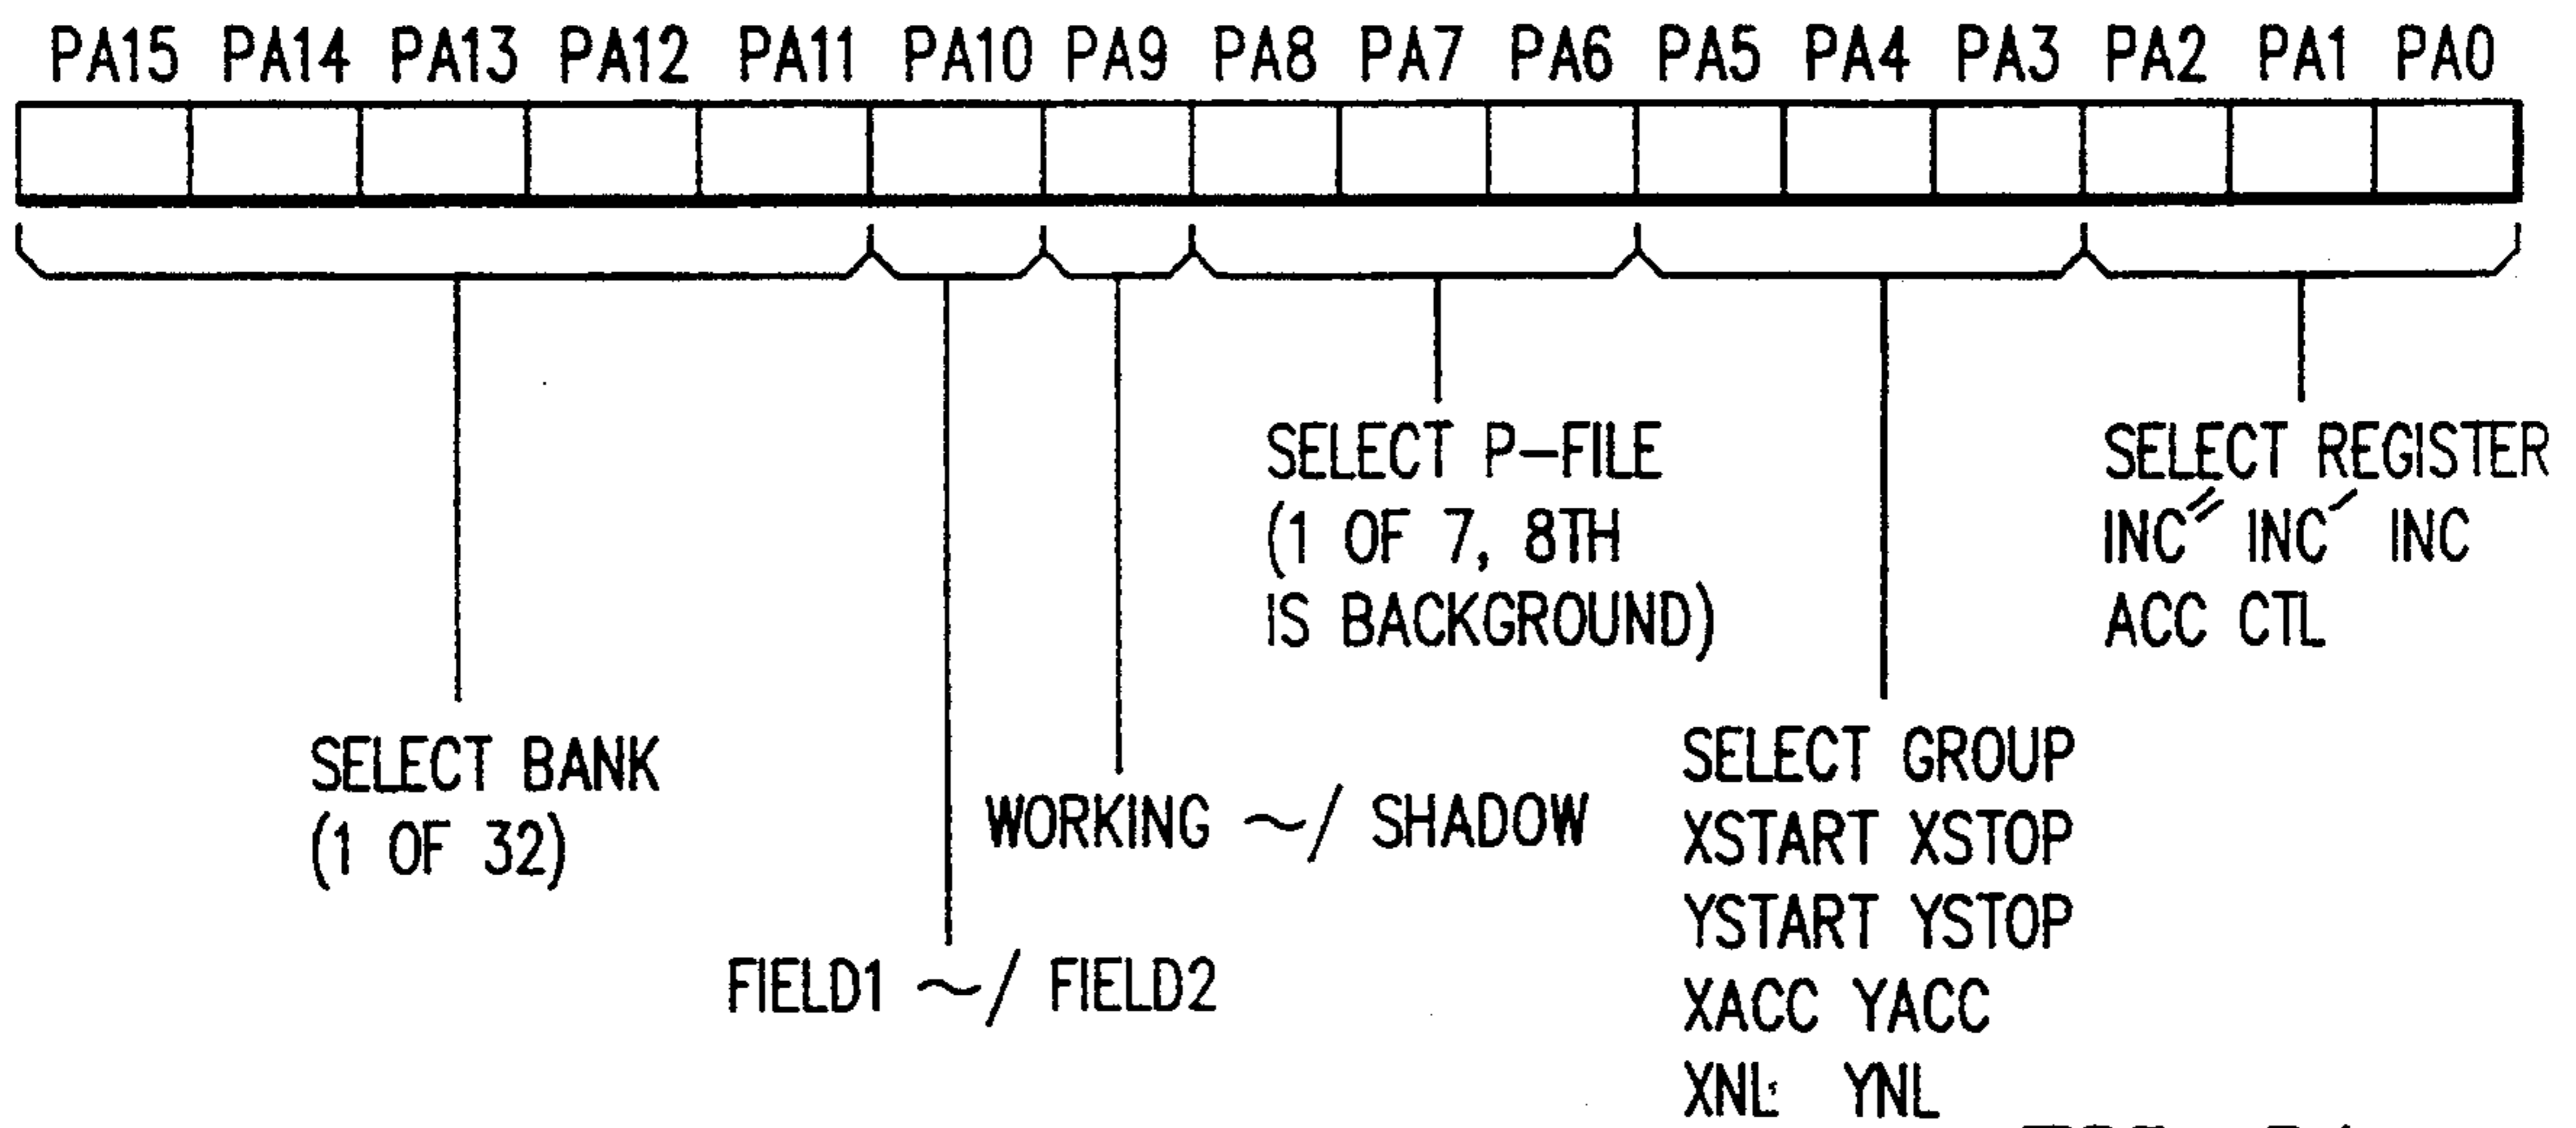 PA15 PA14 PA13 PA12 PA11 PA10 PA9 PA8 PA7 PA6 PA5 PA4 PA3 PA2 PA1 PA0
SELECT BANK
(1 OF 32)
FIELD1 ~/ FIELD2
WORKING ~/ SHADOW
SELECT P-FILE
(1 OF 7, 8TH
IS BACKGROUND)
SELECT GROUP
XSTART XSTOP
YSTART YSTOP
XACC YACC
XNL YNL
SELECT REGISTER
INC″ INC′ INC
ACC CTL